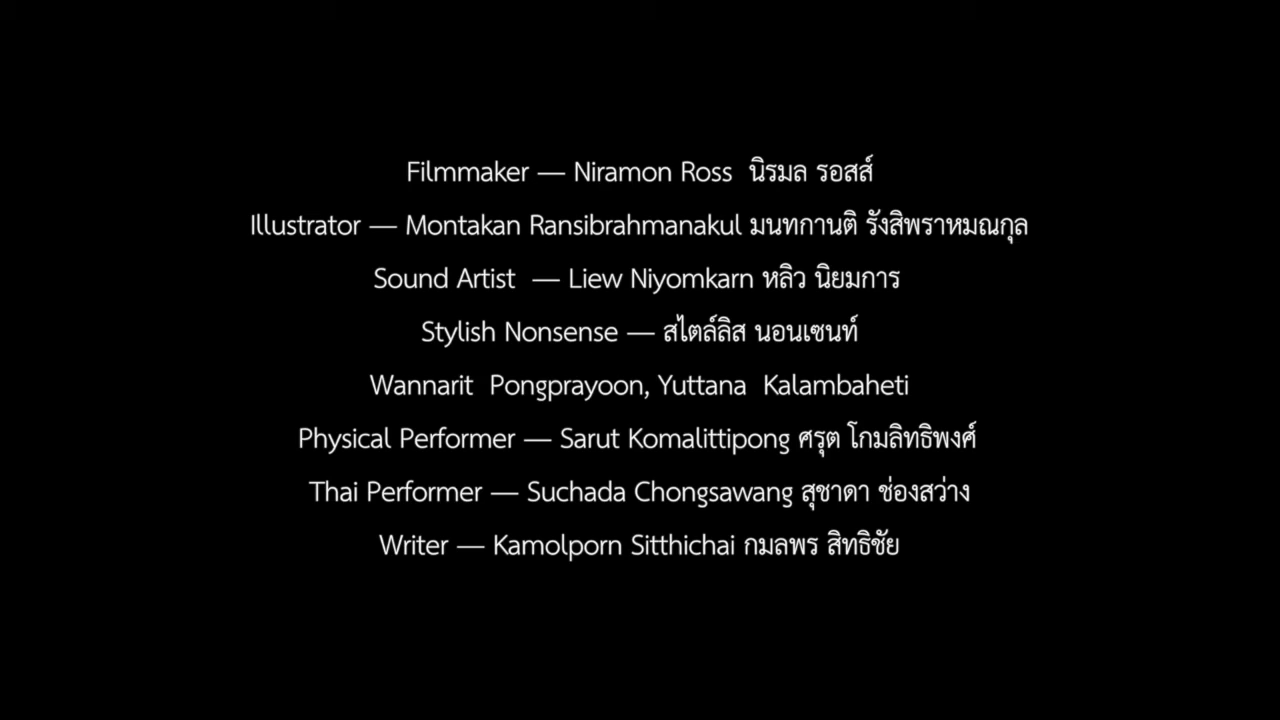 Filmmaker — Niramon Ross นิรมล รอสส์
Illustrator — Montakan Ransibrahmanakul มนทกานติ รังสิพราหมณกุล
Sound Artist — Liew Niyomkarn หลิว นิยมการ
Stylish Nonsense — สไตล์ลิส นอนเซนท์
Wannarit Pongprayoon, Yuttana Kalambaheti
Physical Performer — Sarut Komalittipong ศรุต โกมลิทธิพงศ์
Thai Performer — Suchada Chongsawang สุชาดา ช่องสว่าง
Writer — Kamolporn Sitthichai กมลพร สิทธิชัย